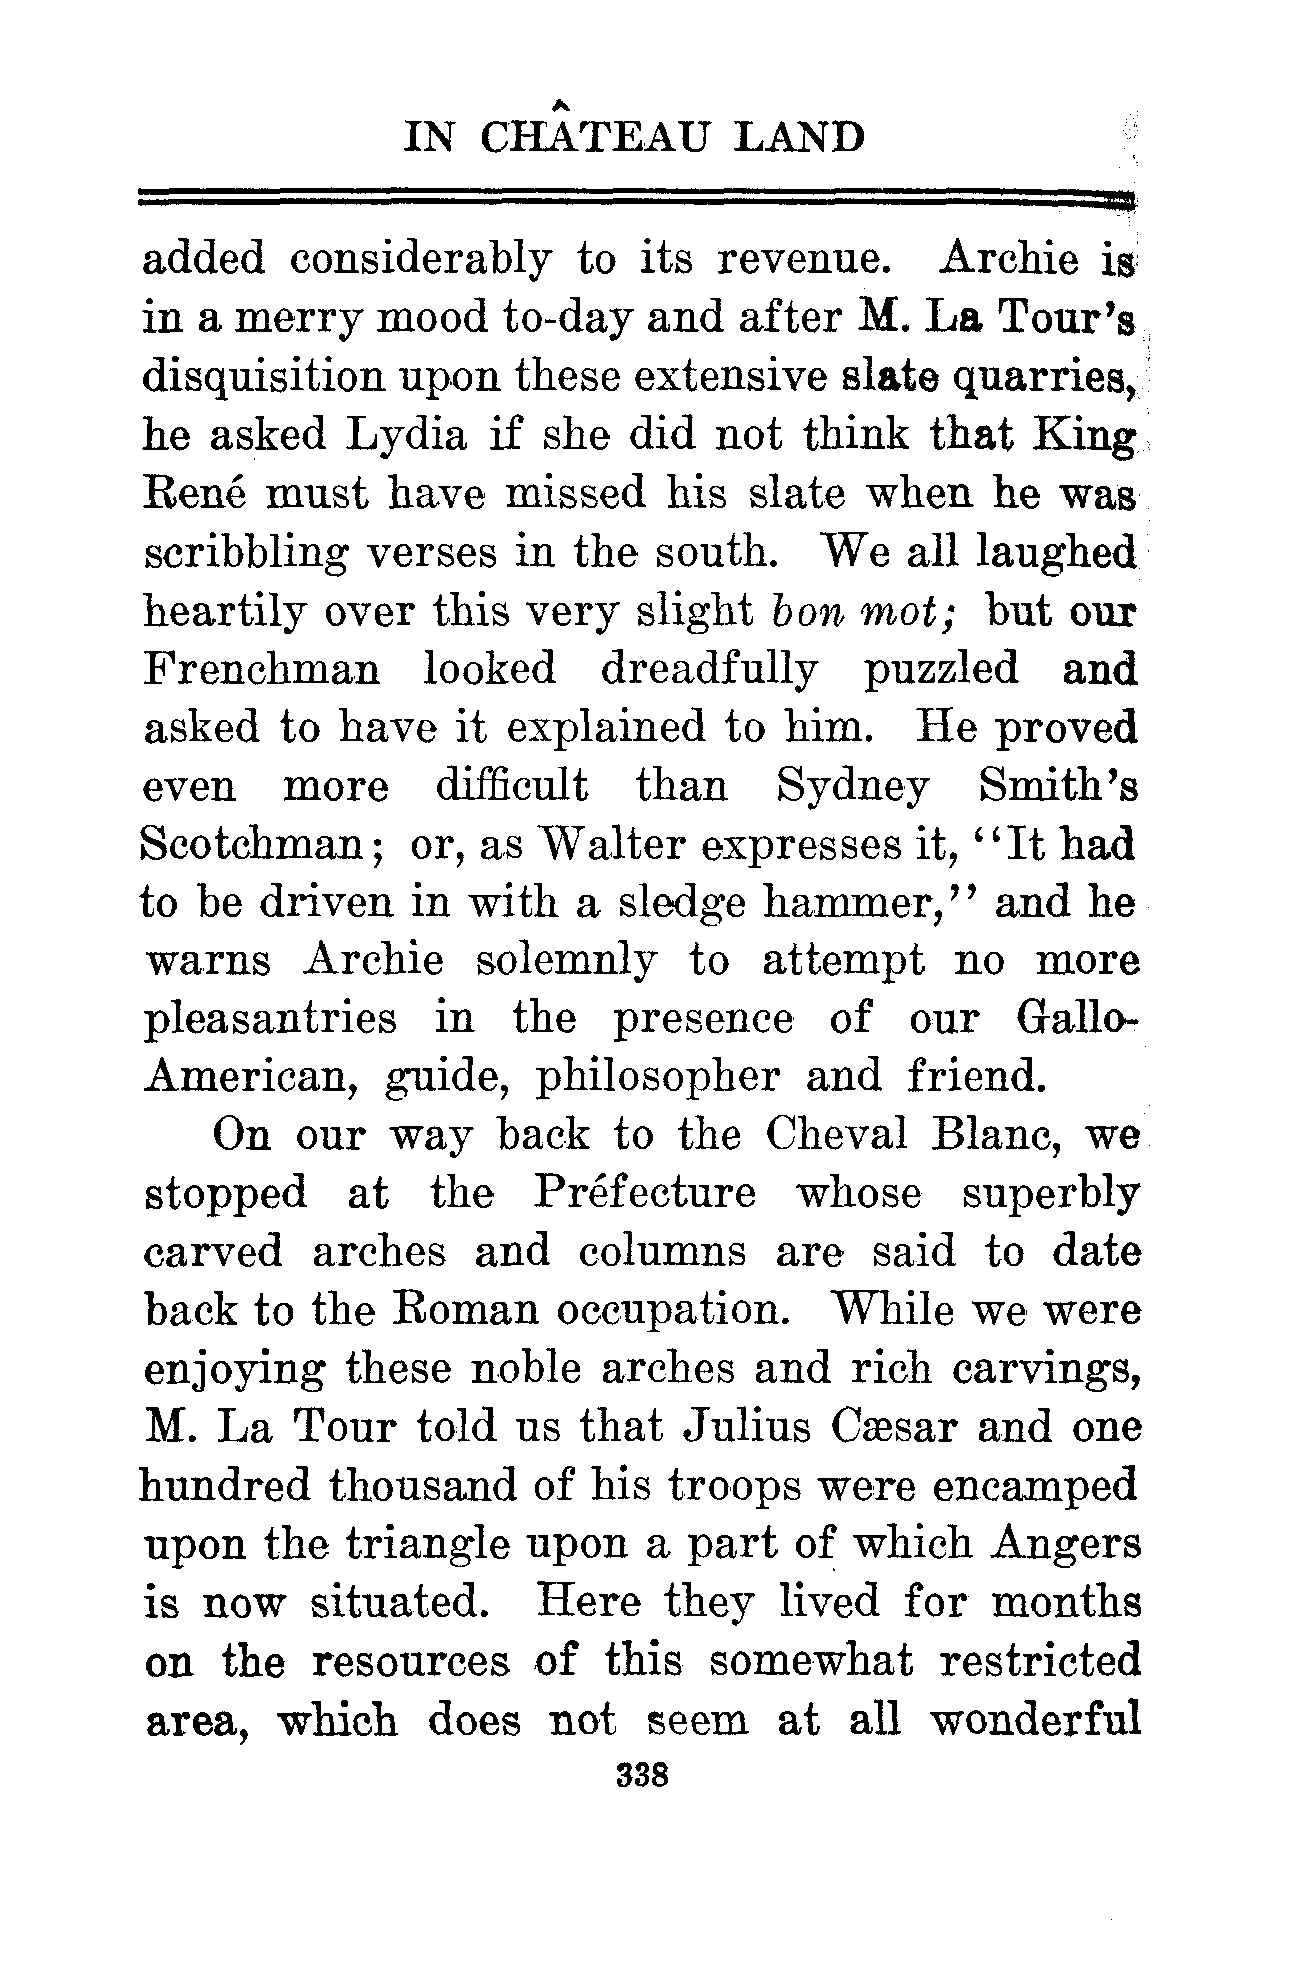 IN CHÂTEAU LAND
added considerably to its revenue. Archie is
in a merry mood to-day and after M. La Tour's
disquisition upon these extensive slate quarries,
he asked Lydia if she did not think that King
René must have missed his slate when he was
scribbling verses in the south. We all laughed
heartily over this very slight bon mot; but our
Frenchman looked dreadfully puzzled and
asked to have it explained to him. He proved
even more difficult than Sydney Smith's
Scotchman; or, as Walter expresses it, "It had
to be driven in with a sledge hammer," and he
warns Archie solemnly to attempt no more
pleasantries in the presence of our Gallo-
American, guide, philosopher and friend.
On our way back to the Cheval Blanc, we
stopped at the Préfecture whose superbly
carved arches and columns are said to date
back to the Roman occupation. While we were
enjoying these noble arches and rich carvings,
M. La Tour told us that Julius Cæsar and one
hundred thousand of his troops were encamped
upon the triangle upon a part of which Angers
is now situated. Here they lived for months
on the resources of this somewhat restricted
area, which does not seem at all wonderful
338